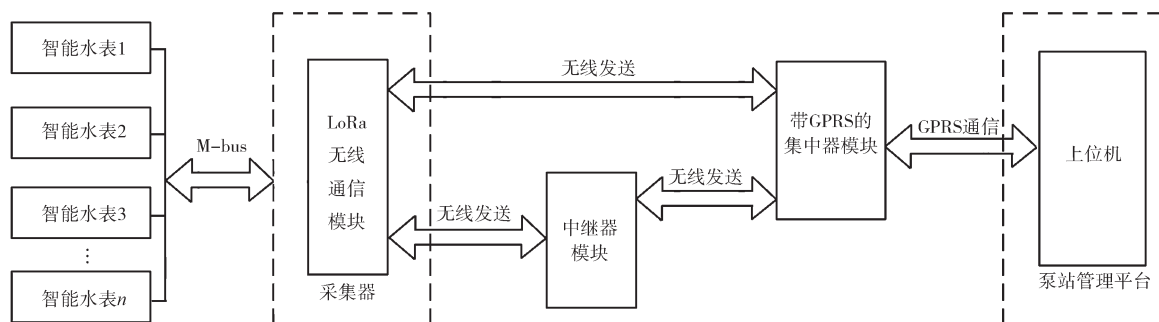 智能水表1
智能水表2
智能水表3
⋮
智能水表n
M-bus
LoRa
无线
通信
模块
采集器
无线发送
无线发送
中继器
模块
无线发送
带GPRS的
集中器模块
GPRS通信
上位机
泵站管理平台